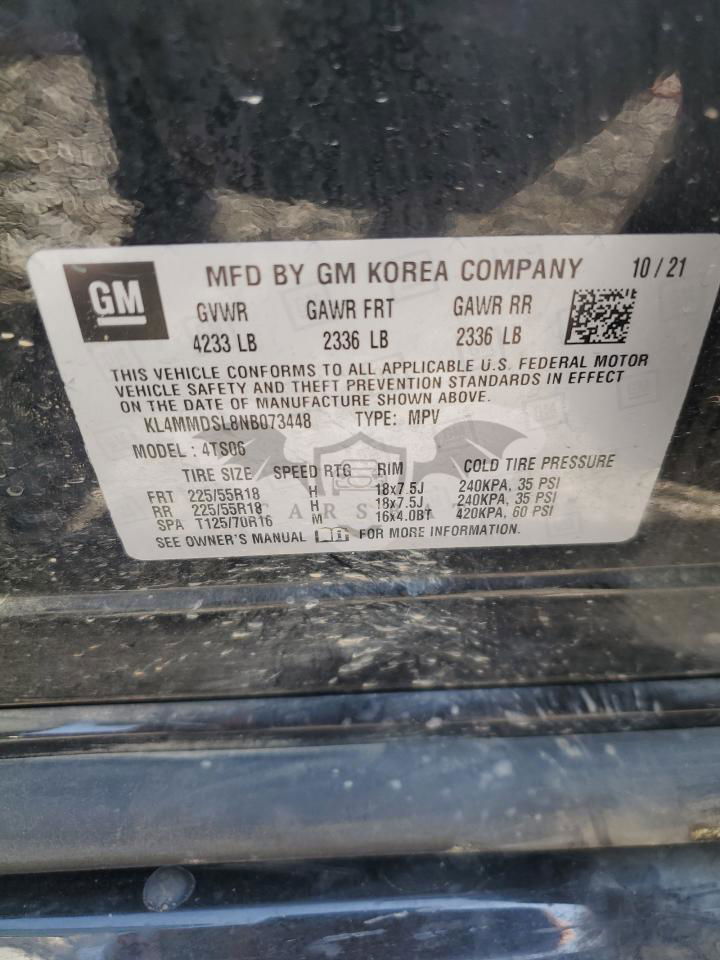 GM
MFD BY GM KOREA COMPANY 10 / 21
GVWR GAWR FRT GAWR RR
4233 LB 2336 LB 2336 LB
THIS VEHICLE CONFORMS TO ALL APPLICABLE U.S. FEDERAL MOTOR
VEHICLE SAFETY AND THEFT PREVENTION STANDARDS IN EFFECT
ON THE DATE OF MANUFACTURE SHOWN ABOVE.
KL4MMDSL8NB073448 TYPE: MPV
MODEL: 4TS06
TIRE SIZE SPEED RTG RIM COLD TIRE PRESSURE
FRT 225/55R18 H 18x7.5J 240KPA, 35 PSI
RR 225/55R18 H 18x7.5J 240KPA, 35 PSI
SPA T125/70R16 M 16x4.0BT 420KPA, 60 PSI
SEE OWNER'S MANUAL FOR MORE INFORMATION.